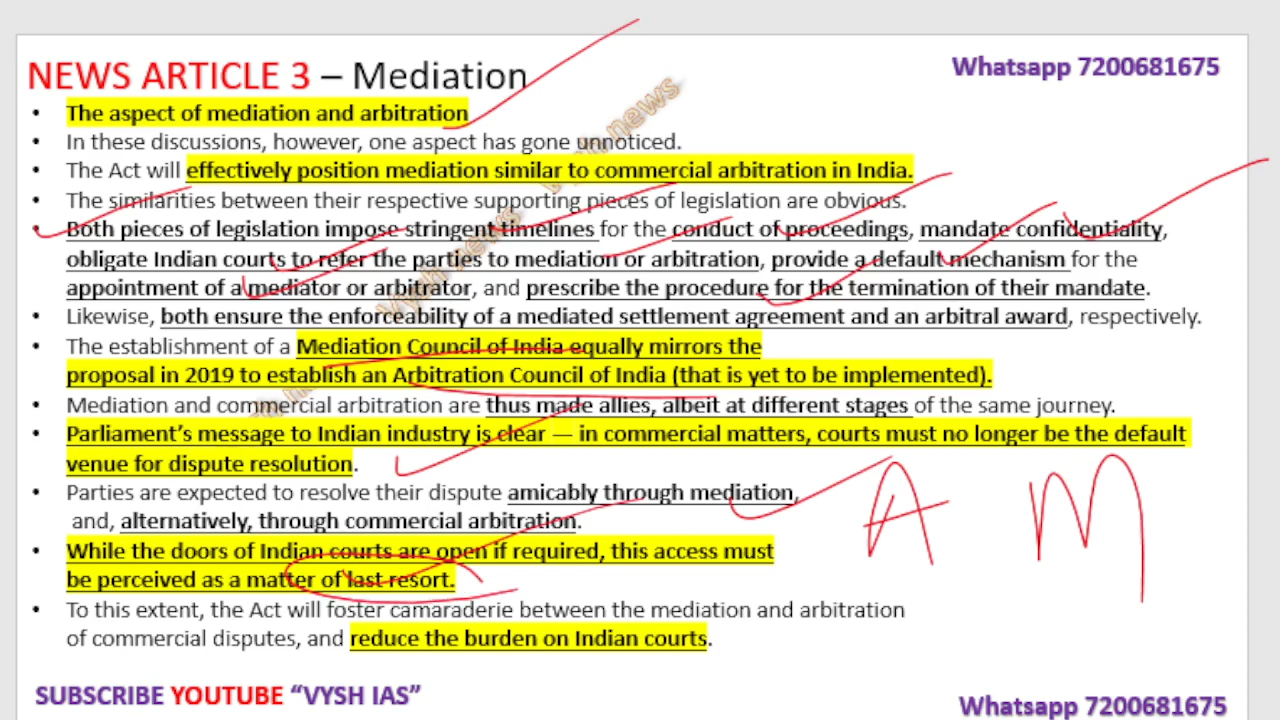 NEWS ARTICLE 3 – Mediation
Whatsapp 7200681675
• The aspect of mediation and arbitration
• In these discussions, however, one aspect has gone unnoticed.
• The Act will effectively position mediation similar to commercial arbitration in India.
• The similarities between their respective supporting pieces of legislation are obvious.
• Both pieces of legislation impose stringent timelines for the conduct of proceedings, mandate confidentiality,
obligate Indian courts to refer the parties to mediation or arbitration, provide a default mechanism for the
appointment of a mediator or arbitrator, and prescribe the procedure for the termination of their mandate.
• Likewise, both ensure the enforceability of a mediated settlement agreement and an arbitral award, respectively.
• The establishment of a Mediation Council of India equally mirrors the
proposal in 2019 to establish an Arbitration Council of India (that is yet to be implemented).
• Mediation and commercial arbitration are thus made allies, albeit at different stages of the same journey.
• Parliament's message to Indian industry is clear — in commercial matters, courts must no longer be the default
venue for dispute resolution.
• Parties are expected to resolve their dispute amicably through mediation,
and, alternatively, through commercial arbitration.
• While the doors of Indian courts are open if required, this access must
be perceived as a matter of last resort.
• To this extent, the Act will foster camaraderie between the mediation and arbitration
of commercial disputes, and reduce the burden on Indian courts.
A M
SUBSCRIBE YOUTUBE “VYSH IAS”
Whatsapp 7200681675